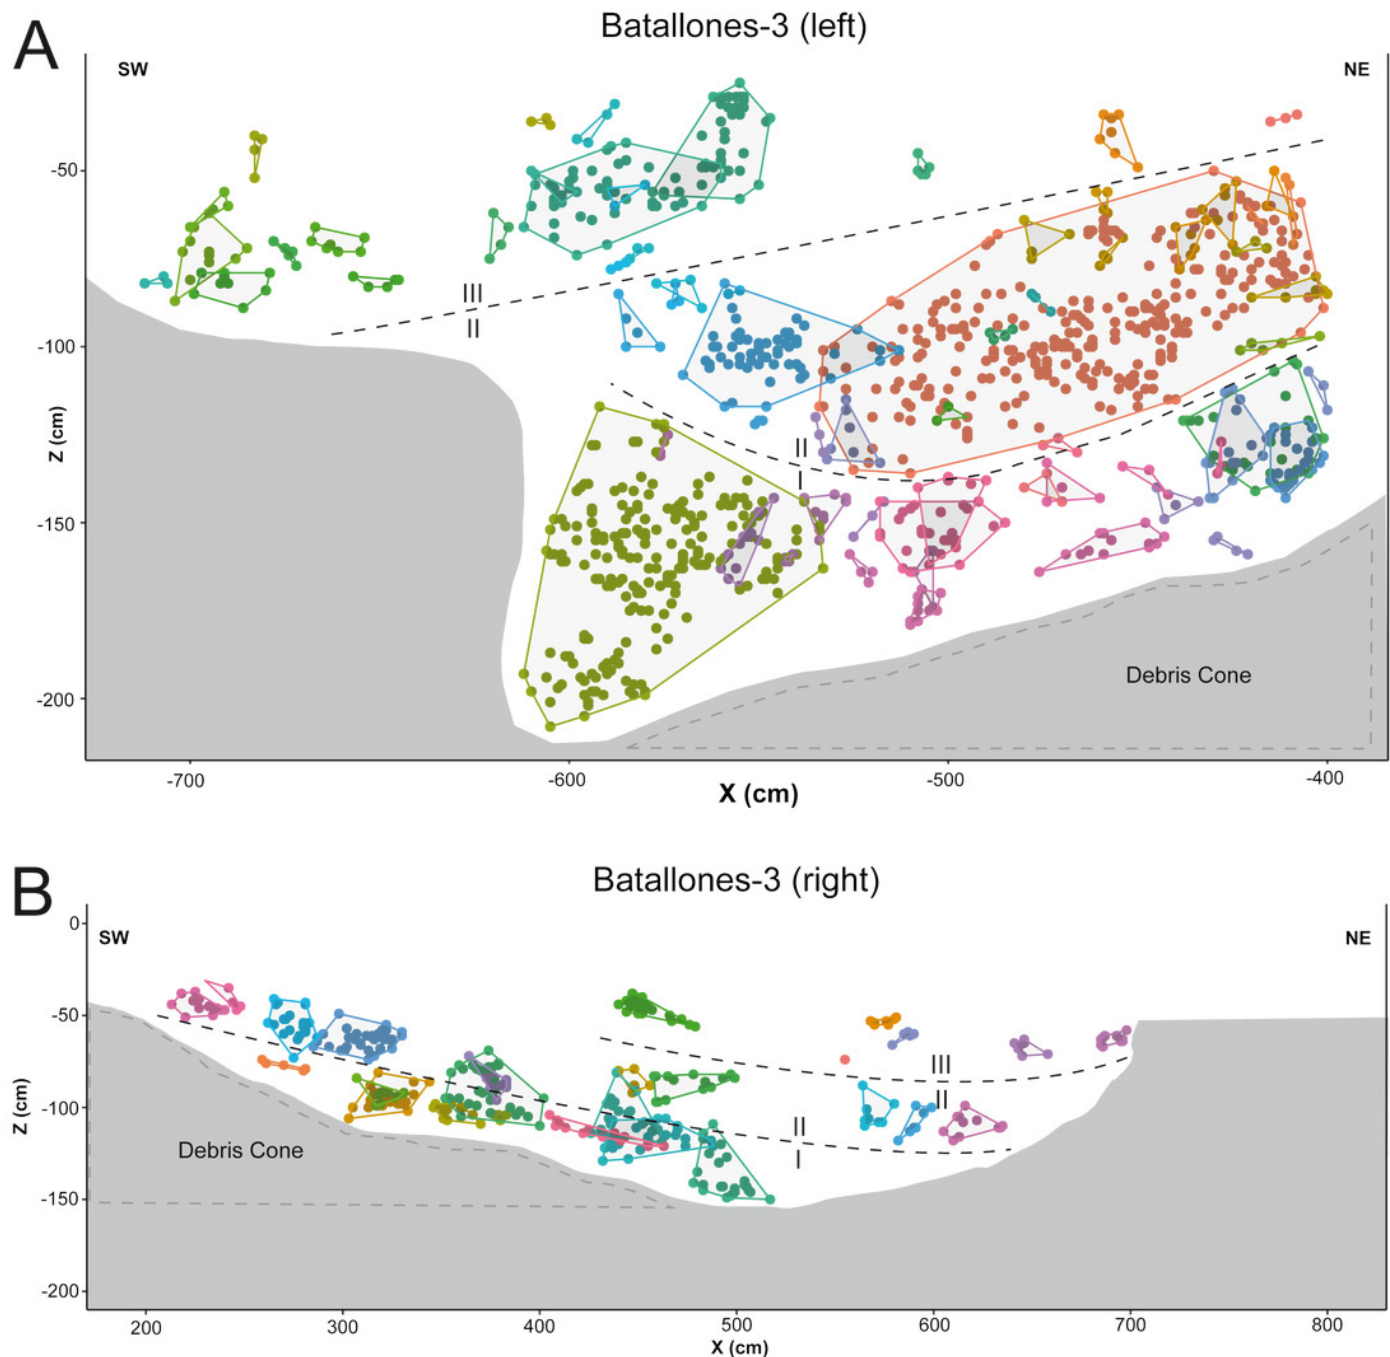 A
Batallones-3 (left)
SW
NE
-50
III
II
-100
Z (cm)
II
I
-150
Debris Cone
-200
-700
-600
-500
-400
X (cm)
B
Batallones-3 (right)
0
SW
NE
-50
III
II
-100
II
I
Z (cm)
Debris Cone
-150
-200
200
300
400
500
600
700
800
X (cm)